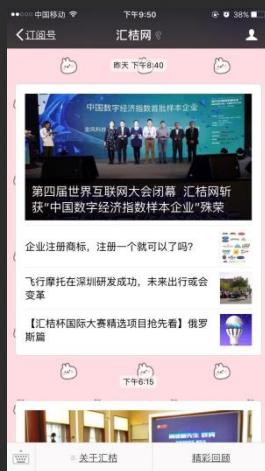 中国移动
下午9:50
38%
订阅号
汇桔网
昨天 下午8:40
中国数字经济指数首批样本企业
第四届世界互联网大会闭幕 汇桔网斩
获“中国数字经济指数样本企业”殊荣
企业注册商标，注册一个就可以了吗?
飞行摩托在深圳研发成功，未来出行或会
变革
【汇桔杯国际大赛精选项目抢先看】俄罗
斯篇
下午6:15
关于汇桔
精彩回顾